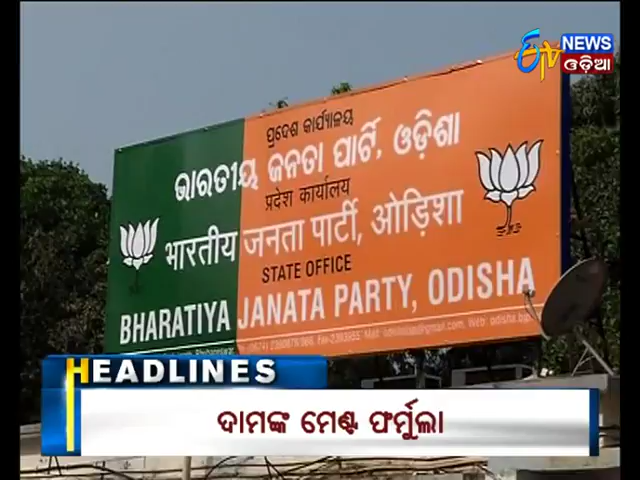 ETV NEWS
ଓଡ଼ିଆ
ପ୍ରଦେଶ କାର୍ଯ୍ୟାଳୟ
ଭାରତୀୟ ଜନତା ପାର୍ଟି, ଓଡ଼ିଶା
प्रदेश कार्यालय
भारतीय जनता पार्टी, ओड़िशा
STATE OFFICE
BHARATIYA JANATA PARTY, ODISHA
HEADLINES
ଦାମଙ୍କ ମେଣ୍ଟ ଫର୍ମୁଲା